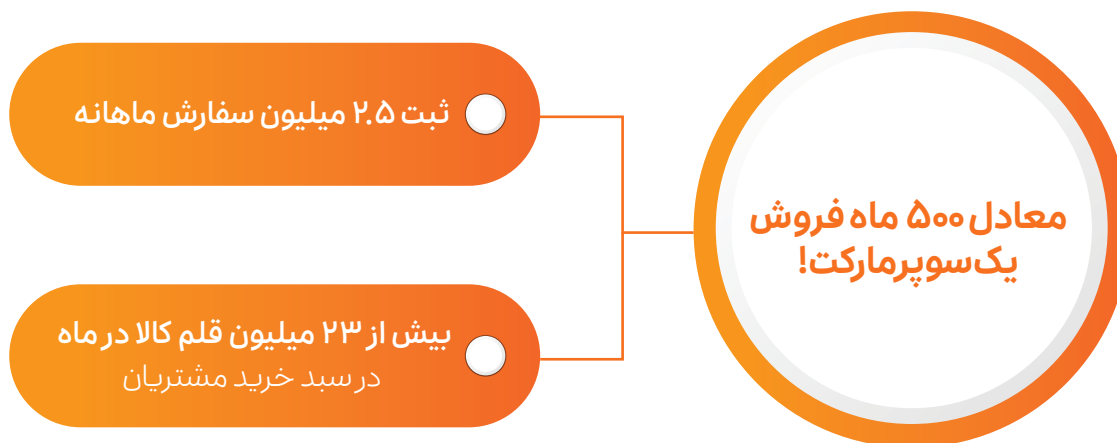 معادل ۵۰۰ ماه فروش
یک سوپرمارکت!
ثبت ۲.۵ میلیون سفارش ماهانه
بیش از ۲۳ میلیون قلم کالا در ماه
در سبد خرید مشتریان